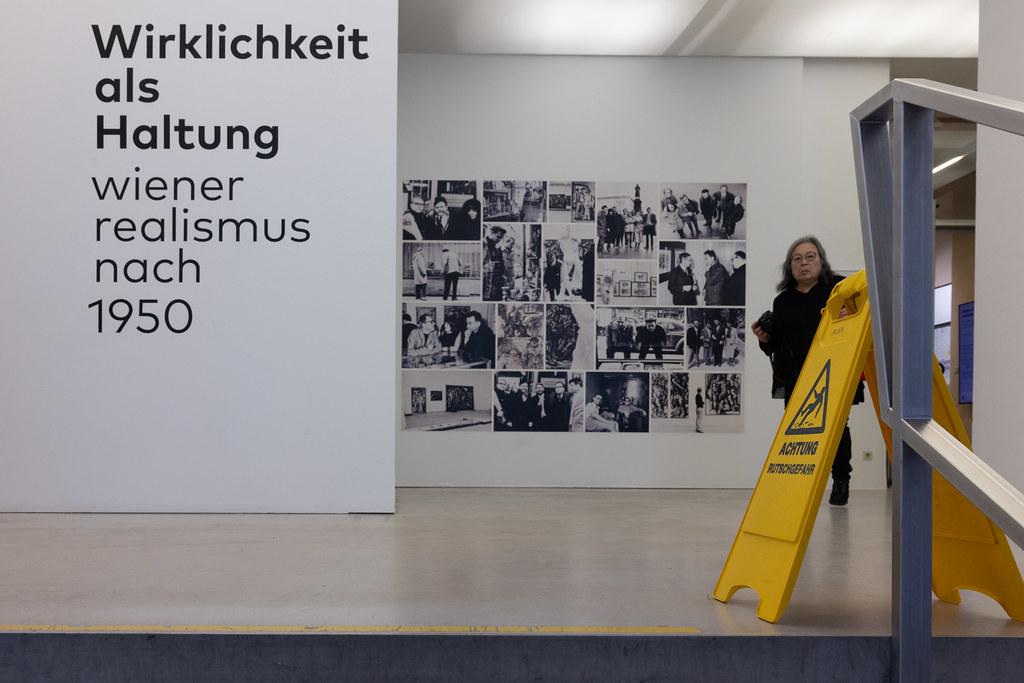 Wirklichkeit
als
Haltung
wiener
realismus
nach
1950
ACHTUNG
RUTSCHGEFAHR